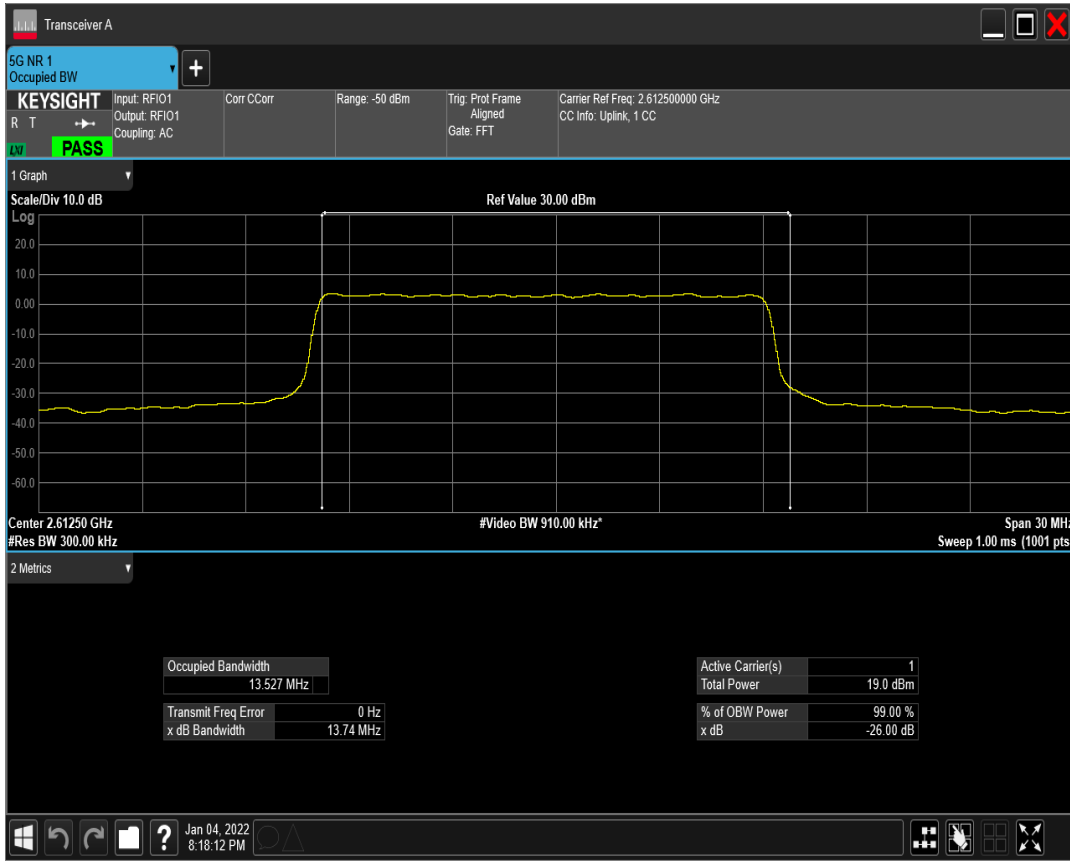 Transceiver A
5G NR 1
Occupied BW
+
KEYSIGHT
R T
LXI
PASS
Input: RFIO1
Output: RFIO1
Coupling: AC
Corr CCorr
Range: -50 dBm
Trig: Prot Frame
Aligned
Gate: FFT
Carrier Ref Freq: 2.612500000 GHz
CC Info: Uplink, 1 CC
1 Graph
Scale/Div 10.0 dB
Ref Value 30.00 dBm
Log
20.0
10.0
0.00
-10.0
-20.0
-30.0
-40.0
-50.0
-60.0
Center 2.61250 GHz
#Video BW 910.00 kHz*
Span 30 MHz
#Res BW 300.00 kHz
Sweep 1.00 ms (1001 pts
2 Metrics
Occupied Bandwidth
13.527 MHz
Transmit Freq Error 0 Hz
x dB Bandwidth 13.74 MHz
Active Carrier(s) 1
Total Power 19.0 dBm
% of OBW Power 99.00 %
x dB -26.00 dB
?
Jan 04, 2022
8:18:12 PM